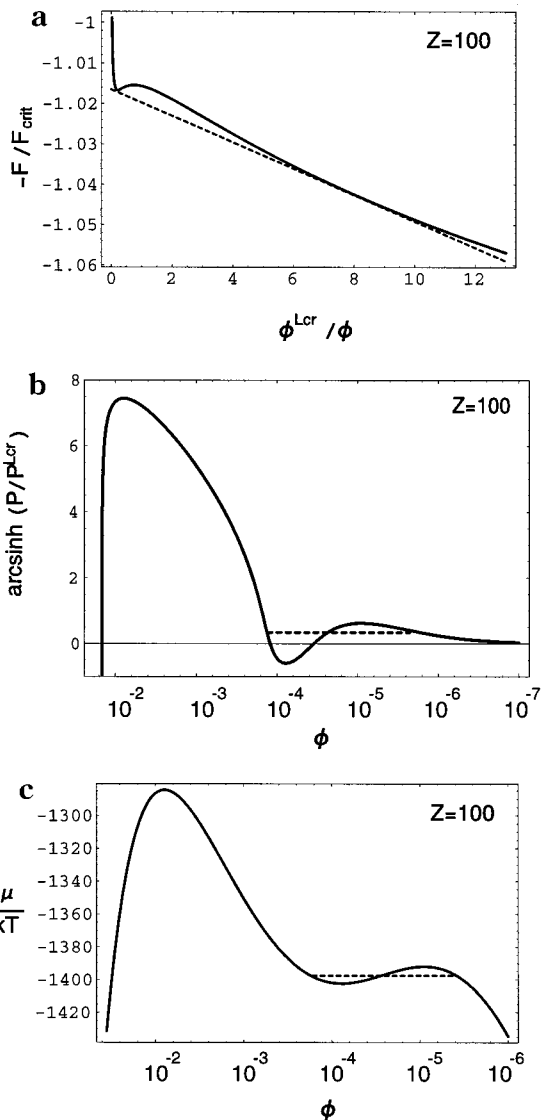 a
Z=100
-F/F_crit
-1
-1.01
-1.02
-1.03
-1.04
-1.05
-1.06
0 2 4 6 8 10 12
ϕ^Lcr / ϕ
b
Z=100
arcsinh (P/P^Lcr)
8
6
4
2
0
10^-2 10^-3 10^-4 10^-5 10^-6 10^-7
ϕ
c
Z=100
μ
kT
-1300
-1320
-1340
-1360
-1380
-1400
-1420
10^-2 10^-3 10^-4 10^-5 10^-6
ϕ